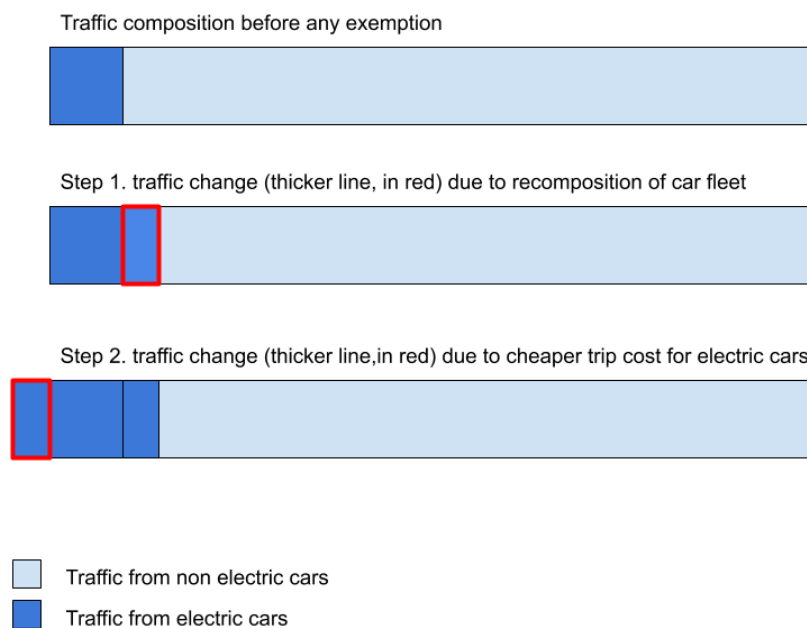 Traffic composition before any exemption
Step 1. traffic change (thicker line, in red) due to recomposition of car fleet
Step 2. traffic change (thicker line,in red) due to cheaper trip cost for electric cars
Traffic from non electric cars
Traffic from electric cars